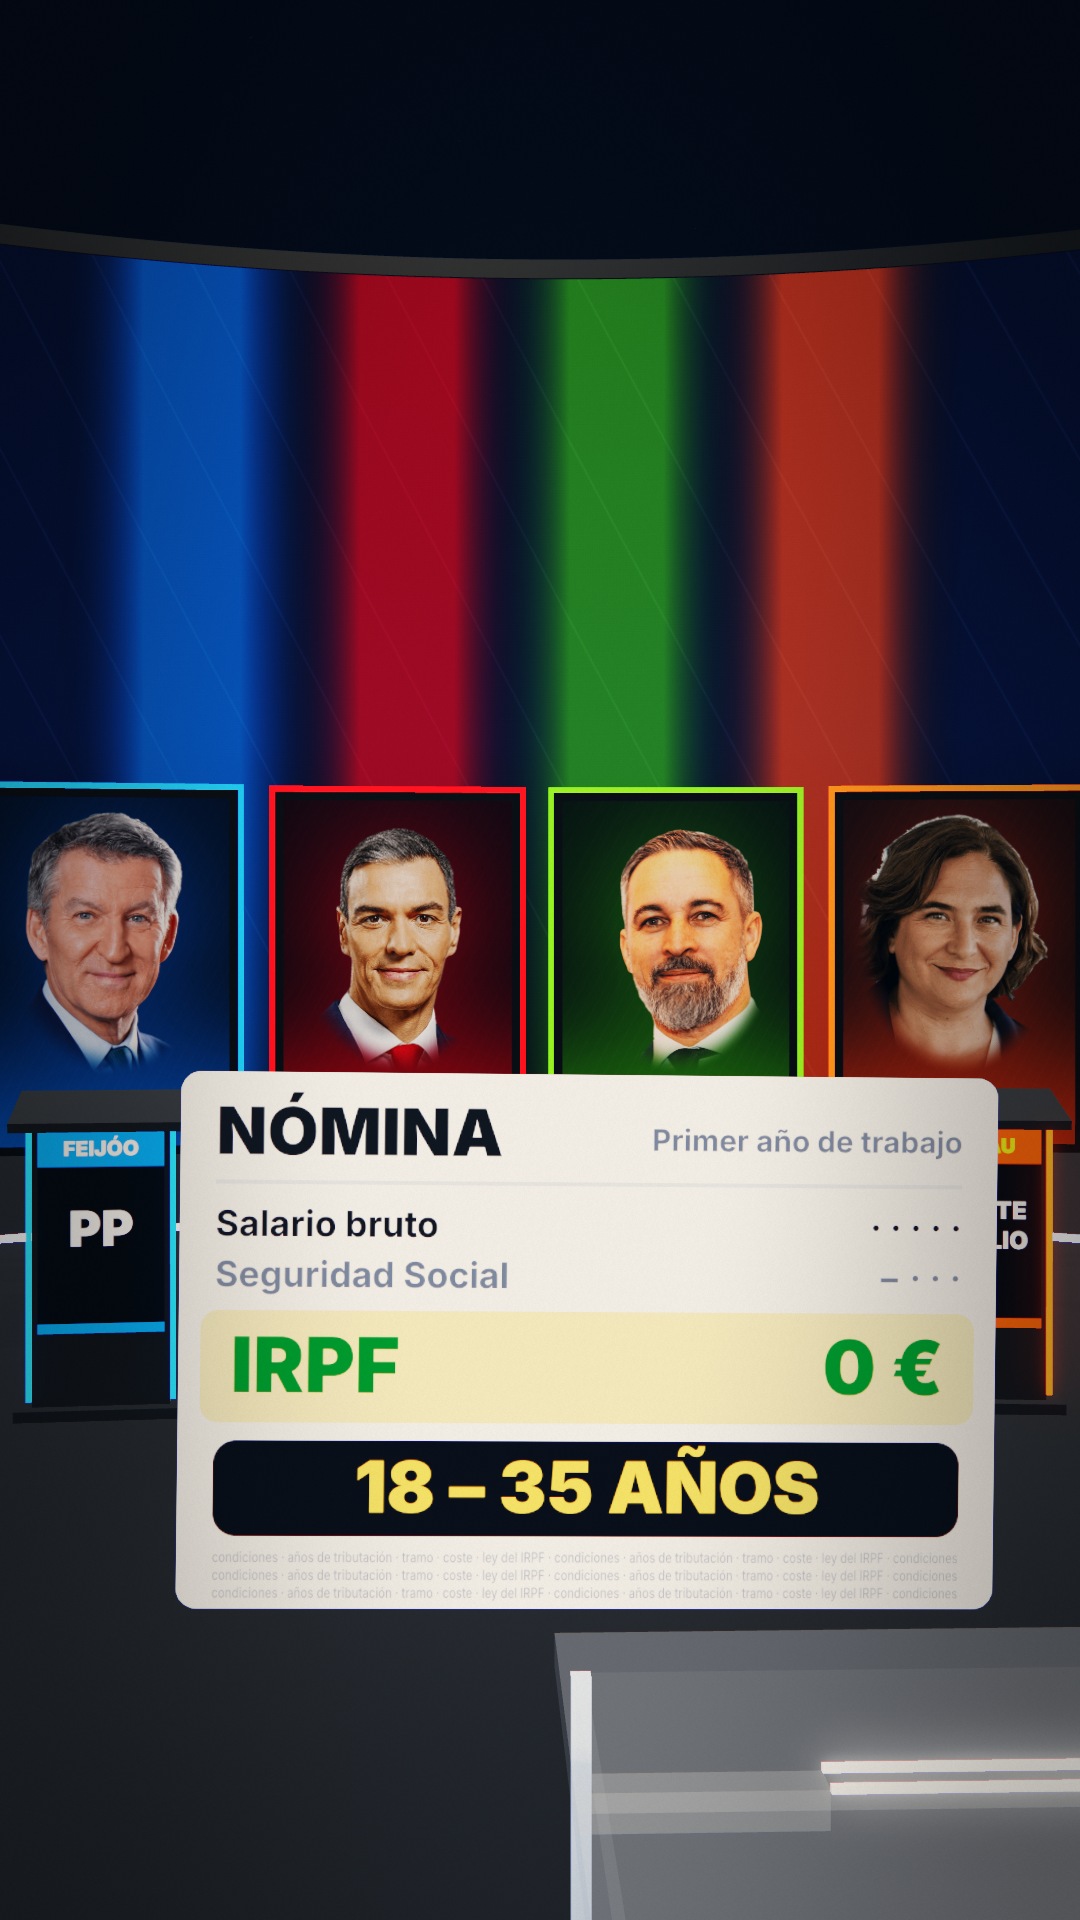 FEIJÓO
PP
AU
TE
LIO
NÓMINA
Primer año de trabajo
Salario bruto · · · · ·
Seguridad Social – · · ·
IRPF 0 €
18 – 35 AÑOS
condiciones · años de tributación · tramo · coste · ley del IRPF · condiciones · años de tributación · tramo · coste · ley del IRPF · condiciones
condiciones · años de tributación · tramo · coste · ley del IRPF · condiciones · años de tributación · tramo · coste · ley del IRPF · condiciones
condiciones · años de tributación · tramo · coste · ley del IRPF · condiciones · años de tributación · tramo · coste · ley del IRPF · condiciones